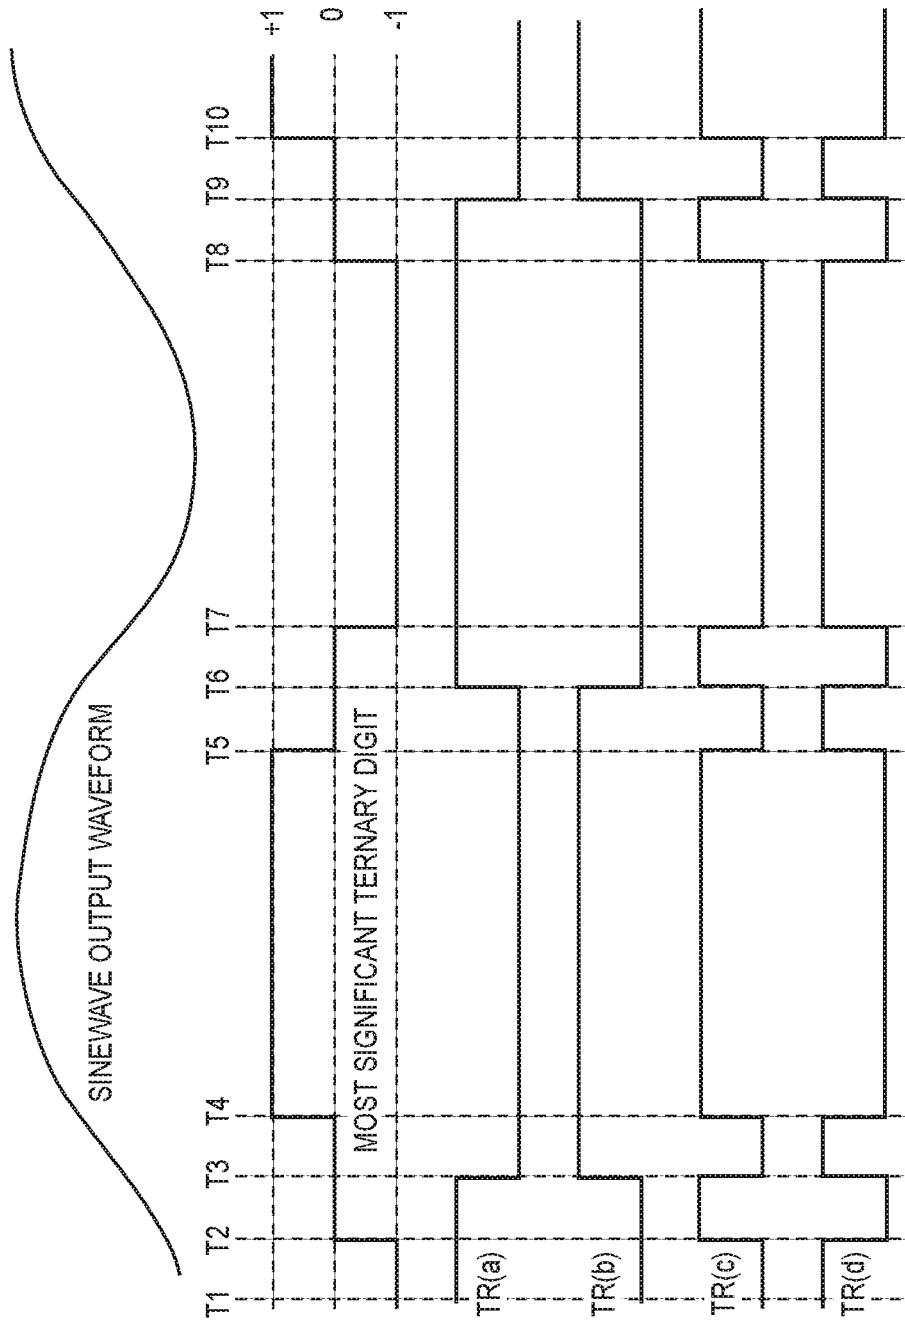 SINEWAVE OUTPUT WAVEFORM
T1
T2
T3
T4
T5
T6
T7
T8
T9
T10
+1
0
-1
MOST SIGNIFICANT TERNARY DIGIT
TR(a)
TR(b)
TR(c)
TR(d)